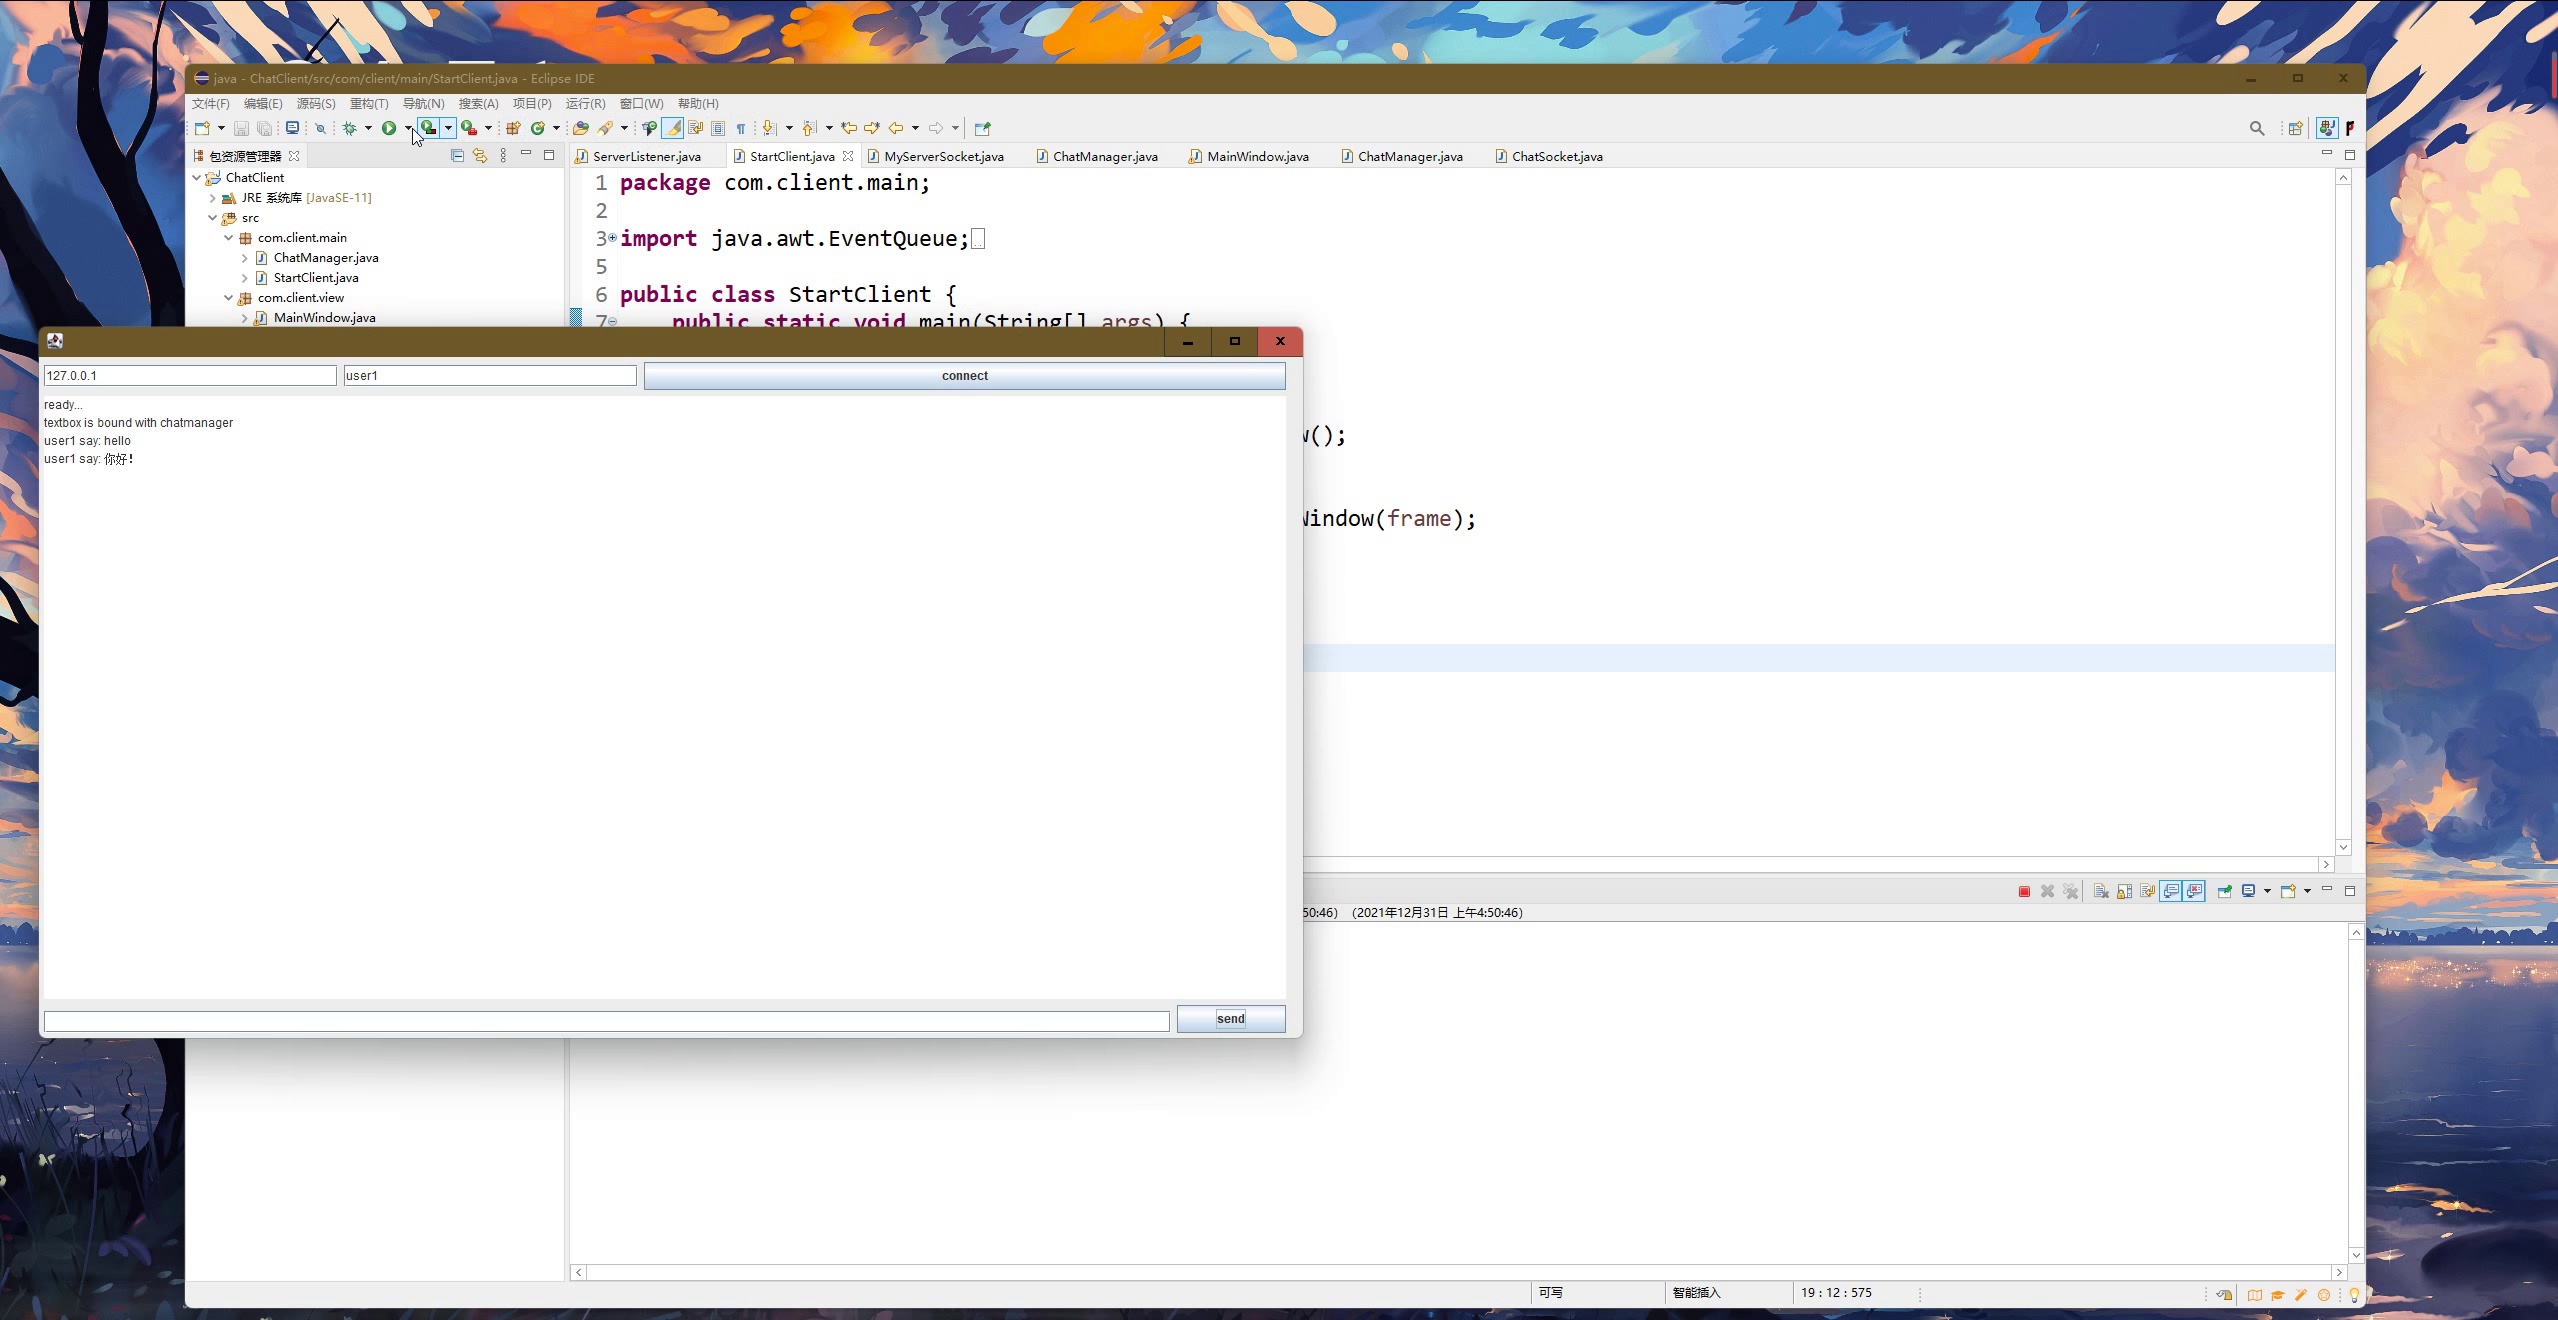 java - ChatClient/src/com/client/main/StartClient.java - Eclipse IDE
文件(F) 编辑(E) 源码(S) 重构(T) 导航(N) 搜索(A) 项目(P) 运行(R) 窗口(W) 帮助(H)
包资源管理器
ServerListener.java StartClient.java MyServerSocket.java ChatManager.java MainWindow.java ChatManager.java ChatSocket.java
ChatClient
JRE 系统库 [JavaSE-11]
src
com.client.main
ChatManager.java
StartClient.java
com.client.view
MainWindow.java
1 package com.client.main;
2
3 import java.awt.EventQueue;
5
6 public class StartClient {
7 public static void main(String[] args) {
w();
Window(frame);
127.0.0.1 user1 connect
ready...
textbox is bound with chatmanager
user1 say: hello
user1 say: 你好!
send
50:46) (2021年12月31日 上午4:50:46)
可写 智能插入 19 : 12 : 575